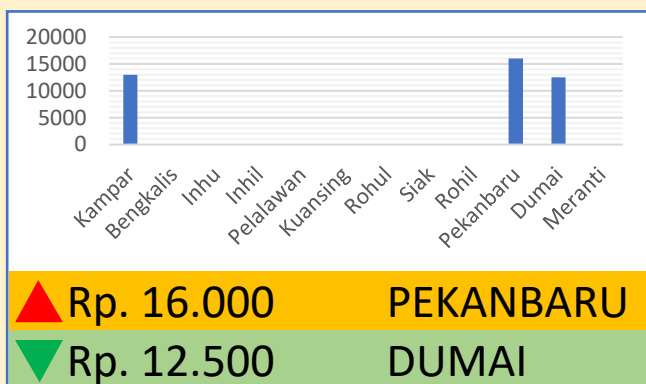 20000
15000
10000
5000
0
Kampar
Bengkalis
Inhu
Inhil
Pelalawan
Kuansing
Rohul
Siak
Rohil
Pekanbaru
Dumai
Meranti
Rp. 16.000 PEKANBARU
Rp. 12.500 DUMAI